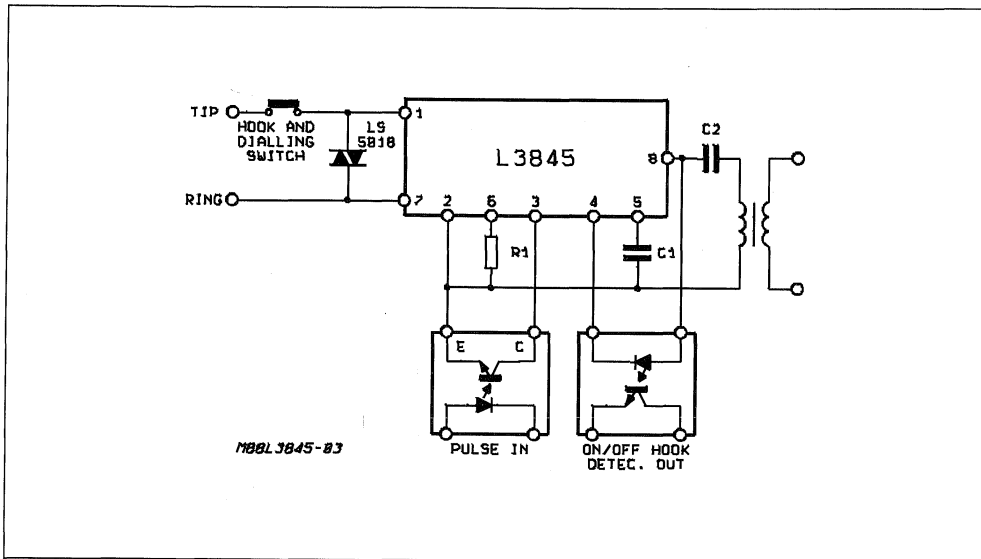 TIP
HOOK AND
DIALLING
SWITCH
LS
5018
1
L3845
8
C2
RING
7
2
6
3
4
5
R1
C1
E
C
M88L3845-03
PULSE IN
ON/OFF HOOK
DETEC. OUT